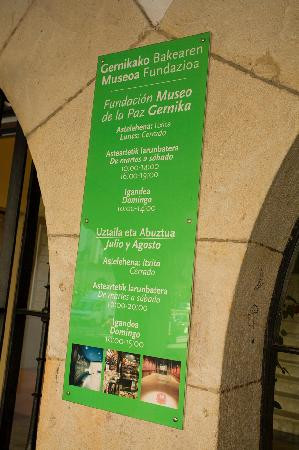 Gernikako Bakearen
Museoa Fundazioa
Fundación Museo
de la Paz Gernika
Astelehena: Itxita
Lunes: Cerrado
Asteartetik larunbatera
De martes a sábado
10:00-14:00
16:00-19:00
Igandea
Domingo
10:00-14:00
Uztaila eta Abuztua
Julio y Agosto
Astelehena: Itxita
Cerrado
Asteartetik larunbatera
De martes a sábado
10:00-20:00
Igandea
Domingo
10:00-15:00